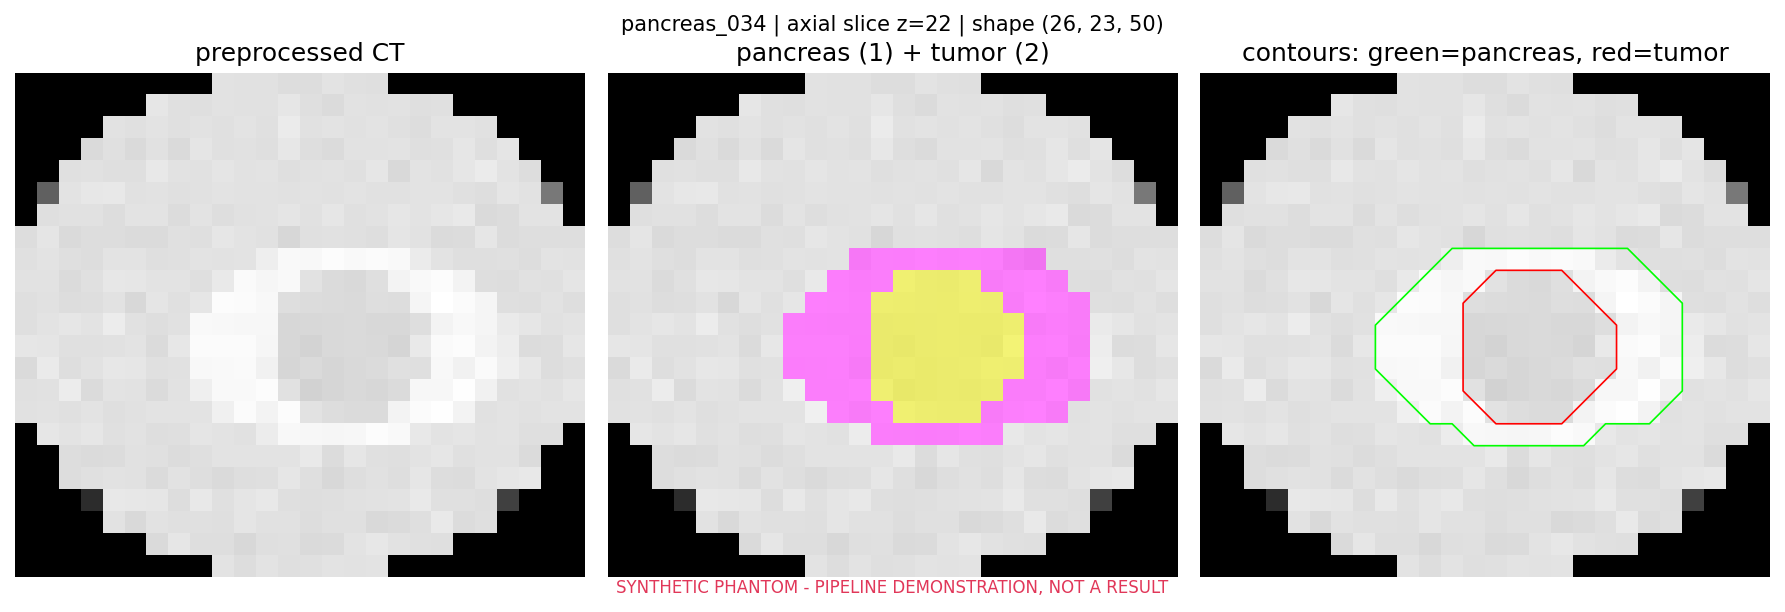 pancreas_034 | axial slice z=22 | shape (26, 23, 50)
preprocessed CT
pancreas (1) + tumor (2)
contours: green=pancreas, red=tumor
SYNTHETIC PHANTOM - PIPELINE DEMONSTRATION, NOT A RESULT